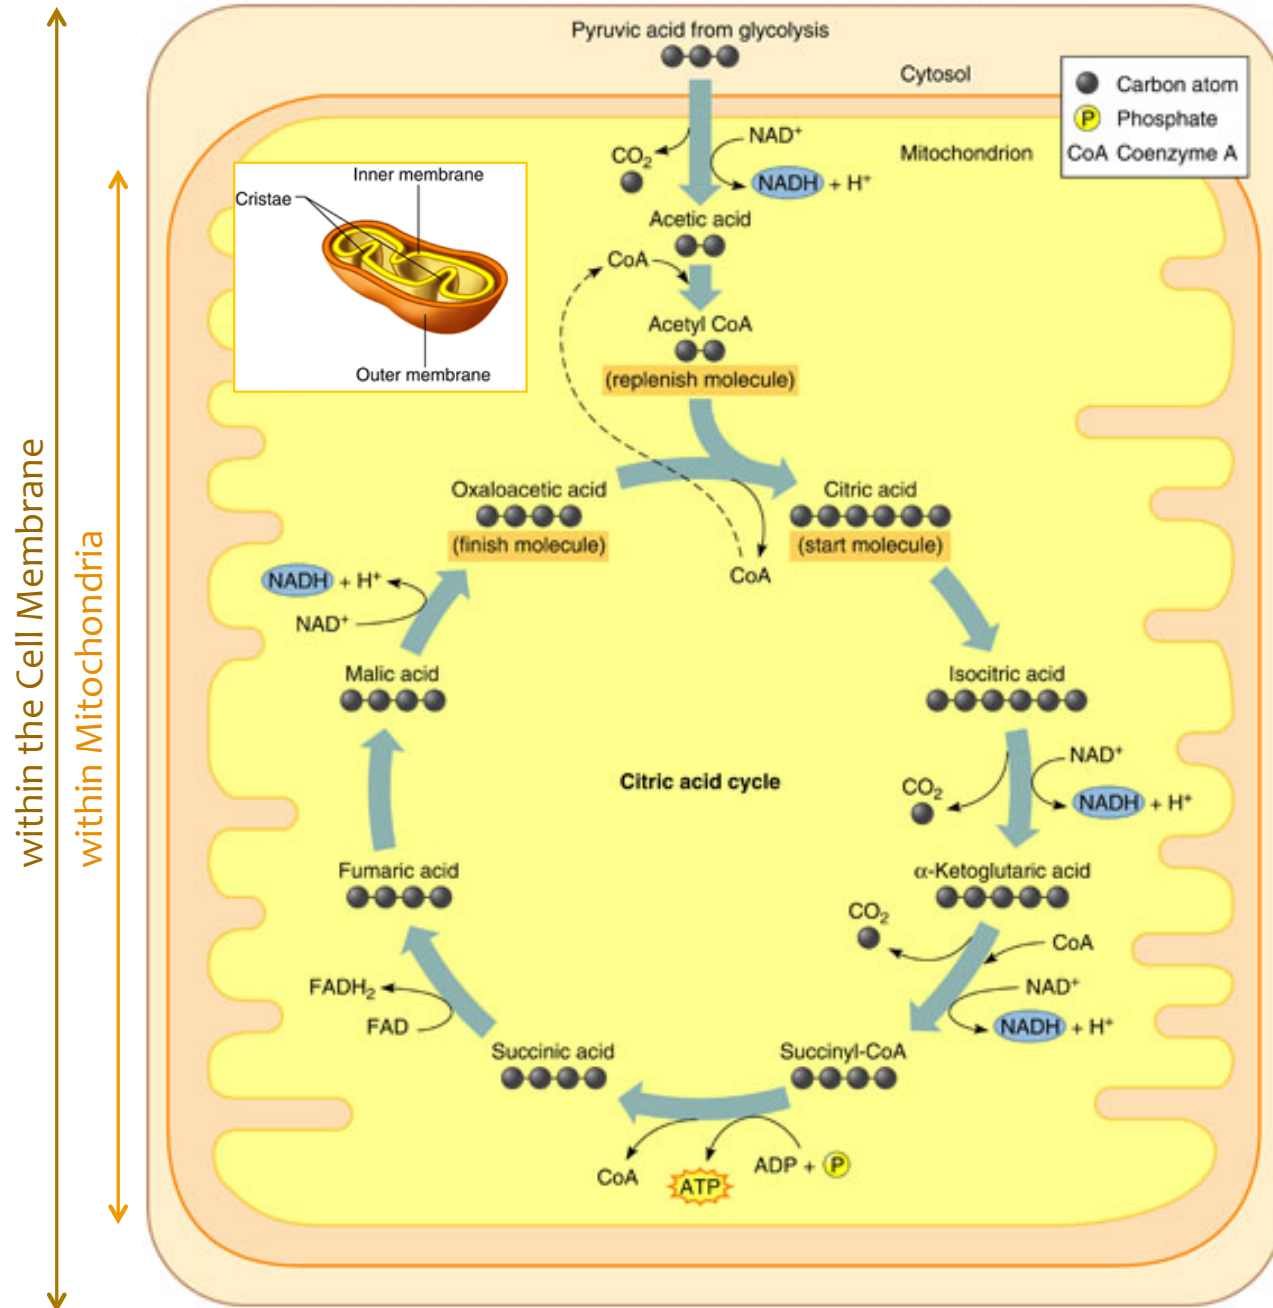 Pyruvic acid from glycolysis
Cytosol
Carbon atom
P Phosphate
CoA Coenzyme A
Mitochondrion
NAD⁺
CO₂
NADH + H⁺
Inner membrane
Cristae
Outer membrane
Acetic acid
CoA
Acetyl CoA
(replenish molecule)
Oxaloacetic acid
(finish molecule)
Citric acid
(start molecule)
CoA
NADH + H⁺
NAD⁺
Malic acid
Isocitric acid
NAD⁺
CO₂
NADH + H⁺
Citric acid cycle
Fumaric acid
α-Ketoglutaric acid
CO₂
CoA
NAD⁺
NADH + H⁺
FADH₂
FAD
Succinic acid
Succinyl-CoA
CoA
ATP
ADP + P
within the Cell Membrane
within Mitochondria